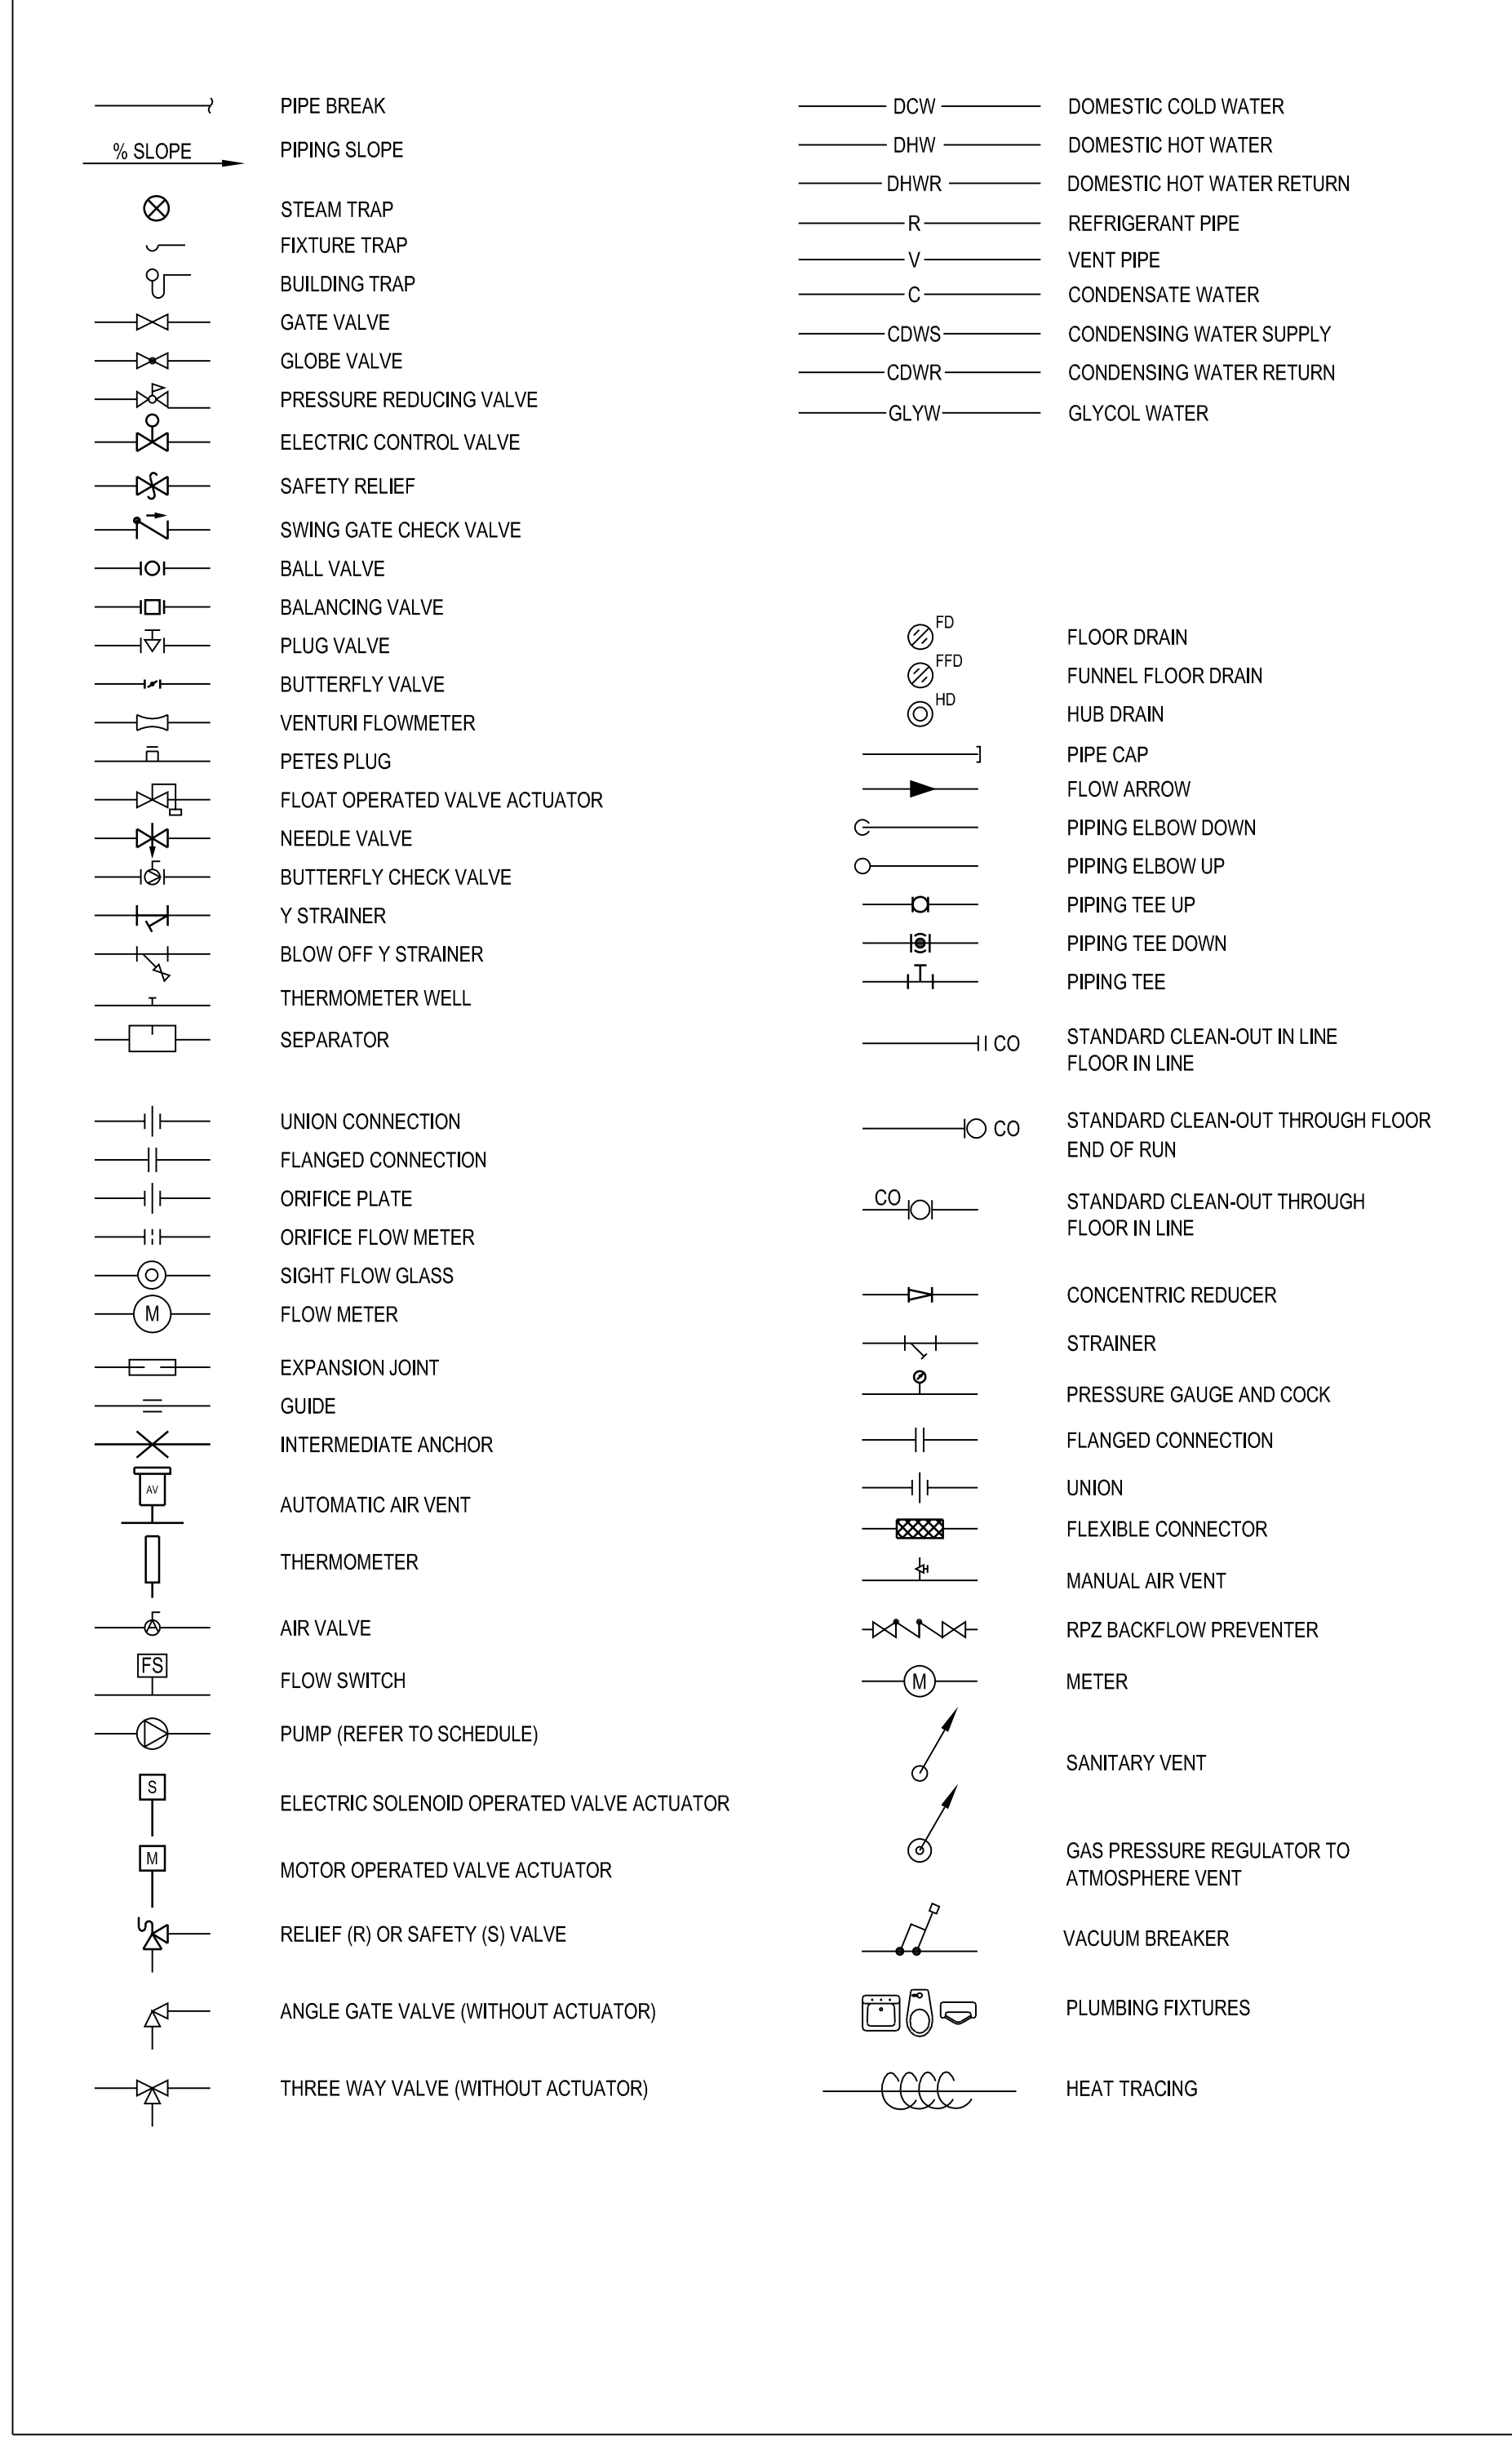 PIPE BREAK
% SLOPE PIPING SLOPE
STEAM TRAP
FIXTURE TRAP
BUILDING TRAP
GATE VALVE
GLOBE VALVE
PRESSURE REDUCING VALVE
ELECTRIC CONTROL VALVE
SAFETY RELIEF
SWING GATE CHECK VALVE
BALL VALVE
BALANCING VALVE
PLUG VALVE
BUTTERFLY VALVE
VENTURI FLOWMETER
PETES PLUG
FLOAT OPERATED VALVE ACTUATOR
NEEDLE VALVE
BUTTERFLY CHECK VALVE
Y STRAINER
BLOW OFF Y STRAINER
THERMOMETER WELL
SEPARATOR
UNION CONNECTION
FLANGED CONNECTION
ORIFICE PLATE
ORIFICE FLOW METER
SIGHT FLOW GLASS
M FLOW METER
EXPANSION JOINT
GUIDE
INTERMEDIATE ANCHOR
AV AUTOMATIC AIR VENT
THERMOMETER
A AIR VALVE
FS FLOW SWITCH
PUMP (REFER TO SCHEDULE)
S ELECTRIC SOLENOID OPERATED VALVE ACTUATOR
M MOTOR OPERATED VALVE ACTUATOR
RELIEF (R) OR SAFETY (S) VALVE
ANGLE GATE VALVE (WITHOUT ACTUATOR)
THREE WAY VALVE (WITHOUT ACTUATOR)
DCW DOMESTIC COLD WATER
DHW DOMESTIC HOT WATER
DHWR DOMESTIC HOT WATER RETURN
R REFRIGERANT PIPE
V VENT PIPE
C CONDENSATE WATER
CDWS CONDENSING WATER SUPPLY
CDWR CONDENSING WATER RETURN
GLYW GLYCOL WATER
FD FLOOR DRAIN
FFD FUNNEL FLOOR DRAIN
HD HUB DRAIN
PIPE CAP
FLOW ARROW
PIPING ELBOW DOWN
PIPING ELBOW UP
PIPING TEE UP
PIPING TEE DOWN
PIPING TEE
CO STANDARD CLEAN-OUT IN LINE
FLOOR IN LINE
CO STANDARD CLEAN-OUT THROUGH FLOOR
END OF RUN
CO STANDARD CLEAN-OUT THROUGH
FLOOR IN LINE
CONCENTRIC REDUCER
STRAINER
PRESSURE GAUGE AND COCK
FLANGED CONNECTION
UNION
FLEXIBLE CONNECTOR
MANUAL AIR VENT
RPZ BACKFLOW PREVENTER
M METER
SANITARY VENT
GAS PRESSURE REGULATOR TO
ATMOSPHERE VENT
VACUUM BREAKER
PLUMBING FIXTURES
HEAT TRACING